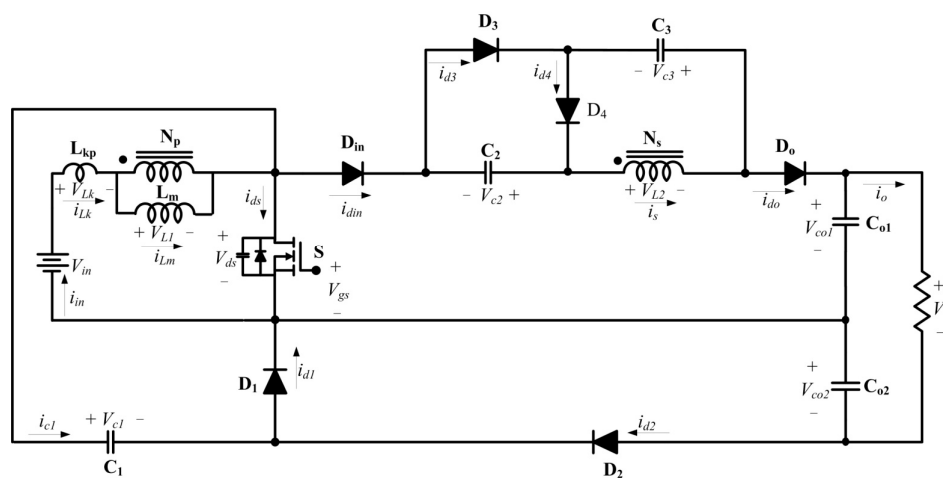 D3
C3
id3
id4
– Vc3 +
D4
Lkp
Np
Din
C2
Ns
Do
+ VLk -
Lm
ids
iLk
+ VL1 -
iLm
idin
– Vc2 +
+ VL2 -
is
ido
io
+
Vco1
–
Co1
Vin
iin
+
Vds
–
S
+
Vgs
–
+
V
–
D1
id1
+
Vco2
–
Co2
ic1
+ Vc1 –
id2
C1
D2